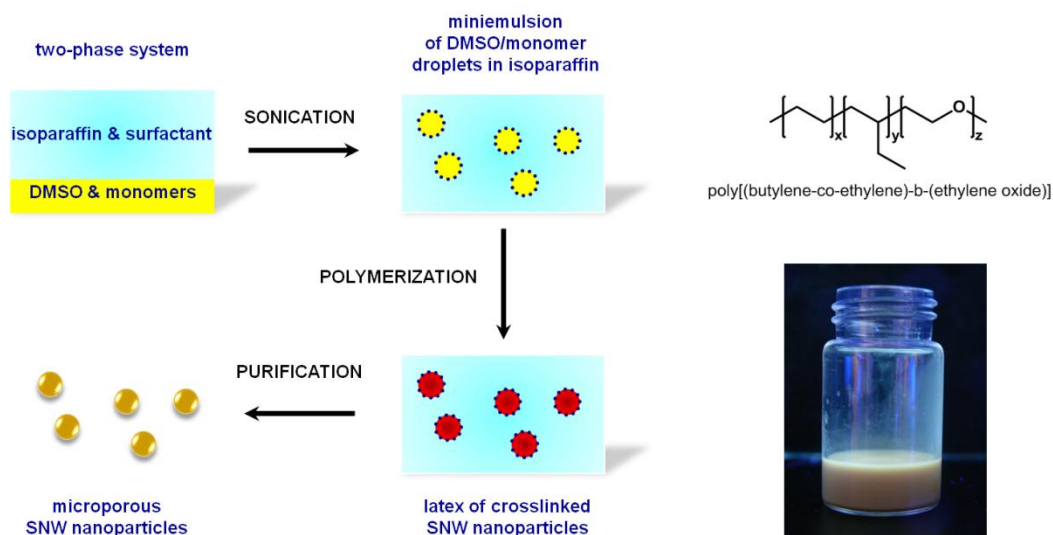 two-phase system
isoparaffin & surfactant
DMSO & monomers
SONICATION
miniemulsion
of DMSO/monomer
droplets in isoparaffin
POLYMERIZATION
latex of crosslinked
SNW nanoparticles
PURIFICATION
microporous
SNW nanoparticles
x y O z
poly[(butylene-co-ethylene)-b-(ethylene oxide)]